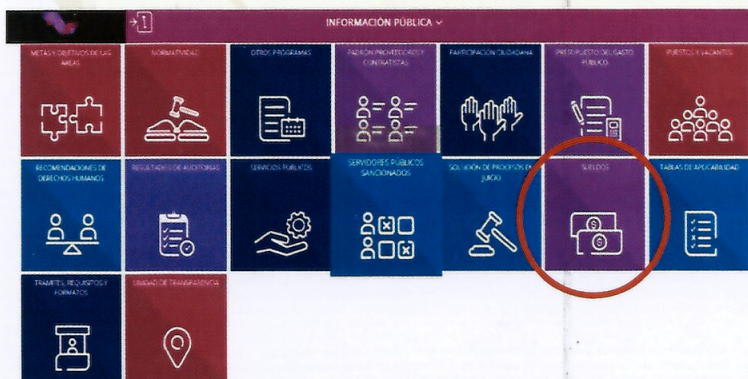 INFORMACIÓN PÚBLICA
METAS Y OBJETIVOS DE LAS
ÁREAS
NORMATIVIDAD
OTROS PROGRAMAS
PADRÓN PROVEEDORES Y
CONTRATISTAS
PARTICIPACIÓN CIUDADANA
PRESUPUESTO DEL GASTO
PÚBLICO
PUESTOS Y VACANTES
RECOMENDACIONES DE
DERECHOS HUMANOS
RESULTADOS DE AUDITORÍAS
SERVICIOS PÚBLICOS
SERVIDORES PÚBLICOS
SANCIONADOS
SOLUCIÓN DE PROCESOS EN
JUICIO
SUELDOS
TABLAS DE APLICABILIDAD
TRÁMITES, REQUISITOS Y
FORMATOS
UNIDAD DE TRANSPARENCIA